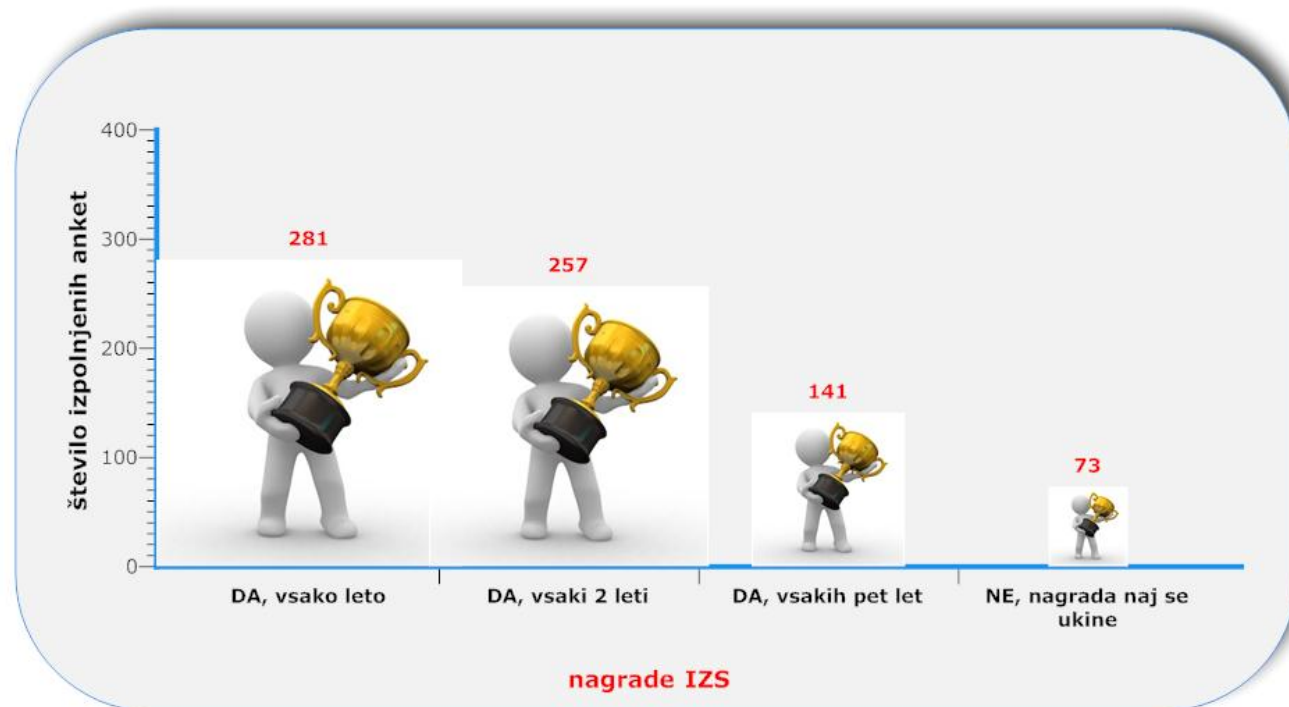 število izpolnjenih anket
400
300
200
100
0
281
257
141
73
DA, vsako leto
DA, vsaki 2 leti
DA, vsakih pet let
NE, nagrada naj se
ukine
nagrade IZS